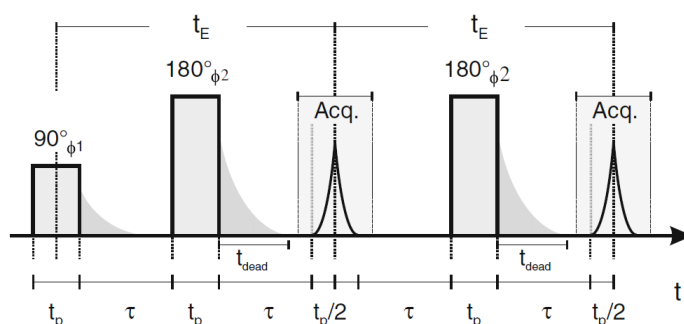 t_E t_E
180°_ϕ2 180°_ϕ2
Acq. Acq.
90°_ϕ1
t_dead t_dead
t
t_p τ t_p τ t_p/2 τ t_p τ t_p/2